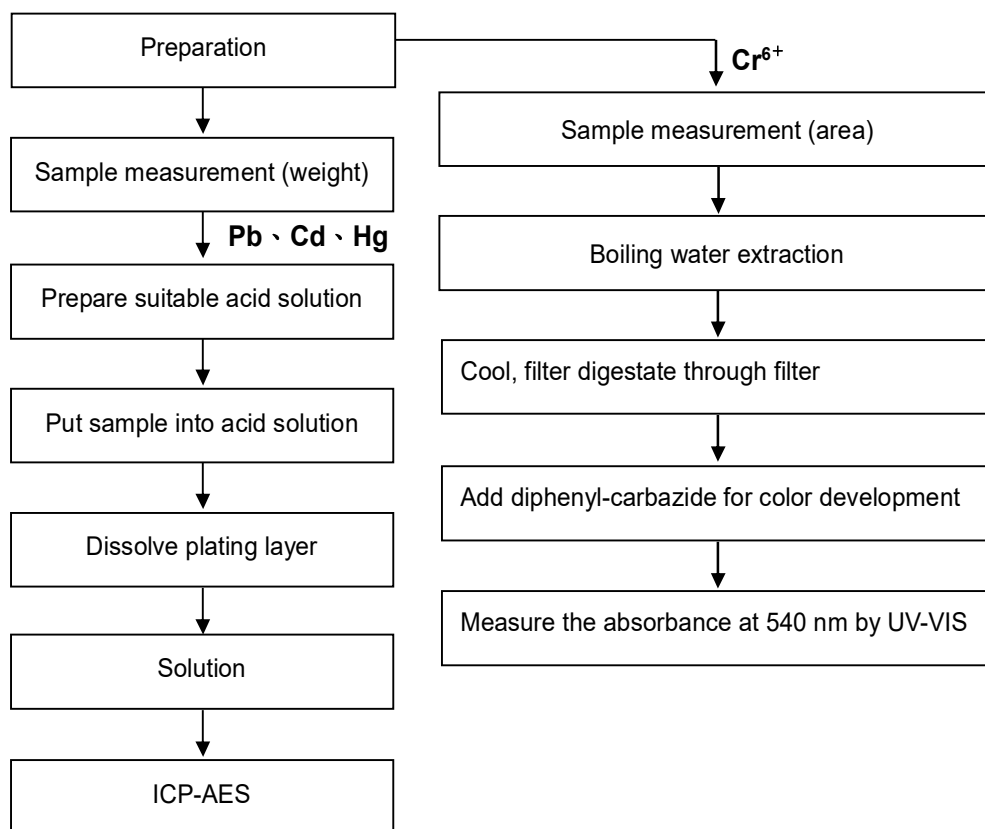 Preparation
Sample measurement (weight)
Pb、Cd、Hg
Prepare suitable acid solution
Put sample into acid solution
Dissolve plating layer
Solution
ICP-AES
Cr⁶⁺
Sample measurement (area)
Boiling water extraction
Cool, filter digestate through filter
Add diphenyl-carbazide for color development
Measure the absorbance at 540 nm by UV-VIS